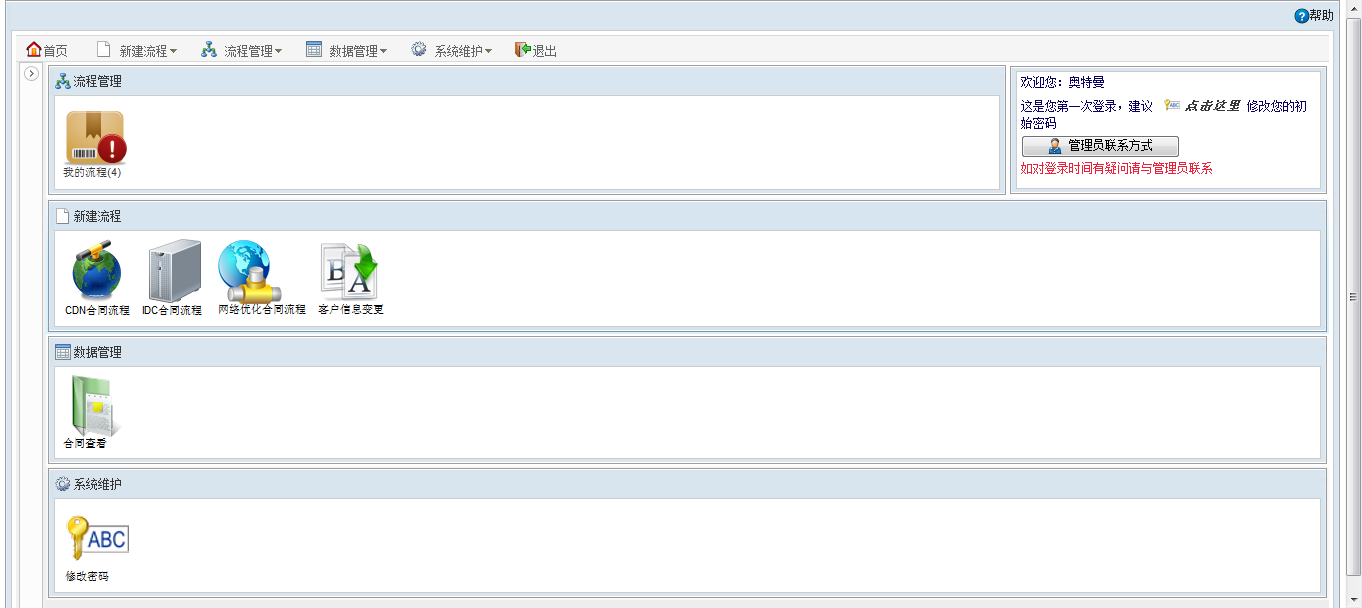 帮助
首页 新建流程 流程管理 数据管理 系统维护 退出
流程管理
我的流程(4)
欢迎您：奥特曼
这是您第一次登录，建议 ABC 点击这里 修改您的初
始密码
管理员联系方式
如对登录时间有疑问请与管理员联系
新建流程
B A
CDN合同流程 IDC合同流程 网络优化合同流程 客户信息变更
数据管理
合同查看
系统维护
ABC
修改密码